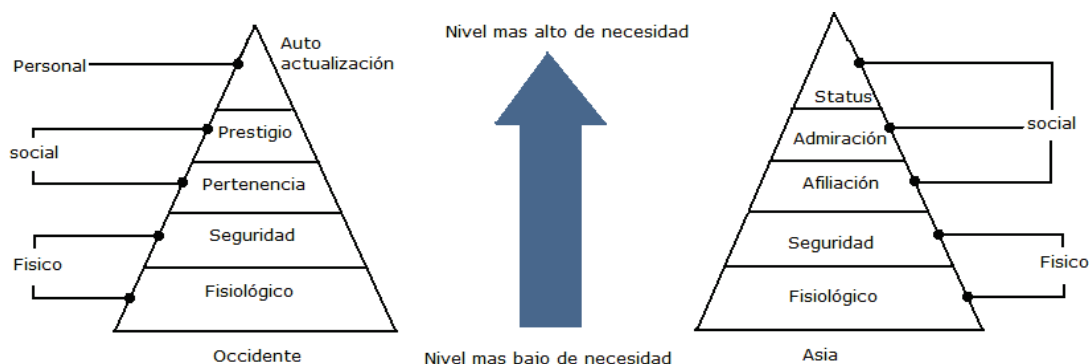 Nivel mas alto de necesidad
Auto
actualización
Personal
Prestigio
social
Pertenencia
Seguridad
Fisico
Fisiológico
Occidente
Nivel mas bajo de necesidad
Status
Admiración
social
Afiliación
Seguridad
Fisico
Fisiológico
Asia